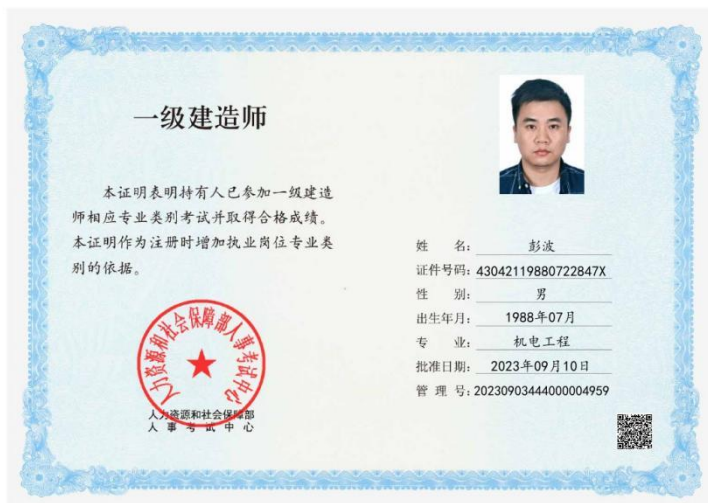 一级建造师
本证明表明持有人已参加一级建造
师相应专业类别考试并取得合格成绩。
本证明作为注册时增加执业岗位专业类
别的依据。
人力资源和社会保障部人事考试中心
人力资源和社会保障部
人 事 考 试 中 心
姓 名: 彭波
证件号码: 43042119880722847X
性 别: 男
出生年月: 1988年07月
专 业: 机电工程
批准日期: 2023年09月10日
管 理 号: 20230903444000004959